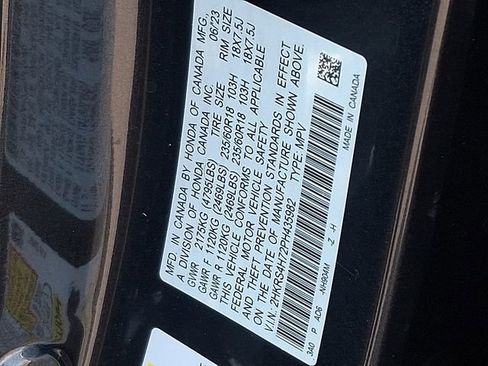 MFD. IN CANADA BY HONDA OF CANADA MFG.,
A DIVISION OF HONDA CANADA INC. 06/23
GVWR 2175KG (4795LBS) TIRE SIZE RIM SIZE
GAWR F 1120KG (2469LBS) 235/60R18 103H 18X7.5J
GAWR R 1120KG (2469LBS) 235/60R18 103H 18X7.5J
THIS VEHICLE CONFORMS TO ALL APPLICABLE
FEDERAL MOTOR VEHICLE SAFETY
AND THEFT PREVENTION STANDARDS IN EFFECT
ON THE DATE OF MANUFACTURE SHOWN ABOVE.
V.I.N: 2HKRS4H72PH435982 TYPE: MPV
3A0 P AD6 -Z -H
MADE IN CANADA